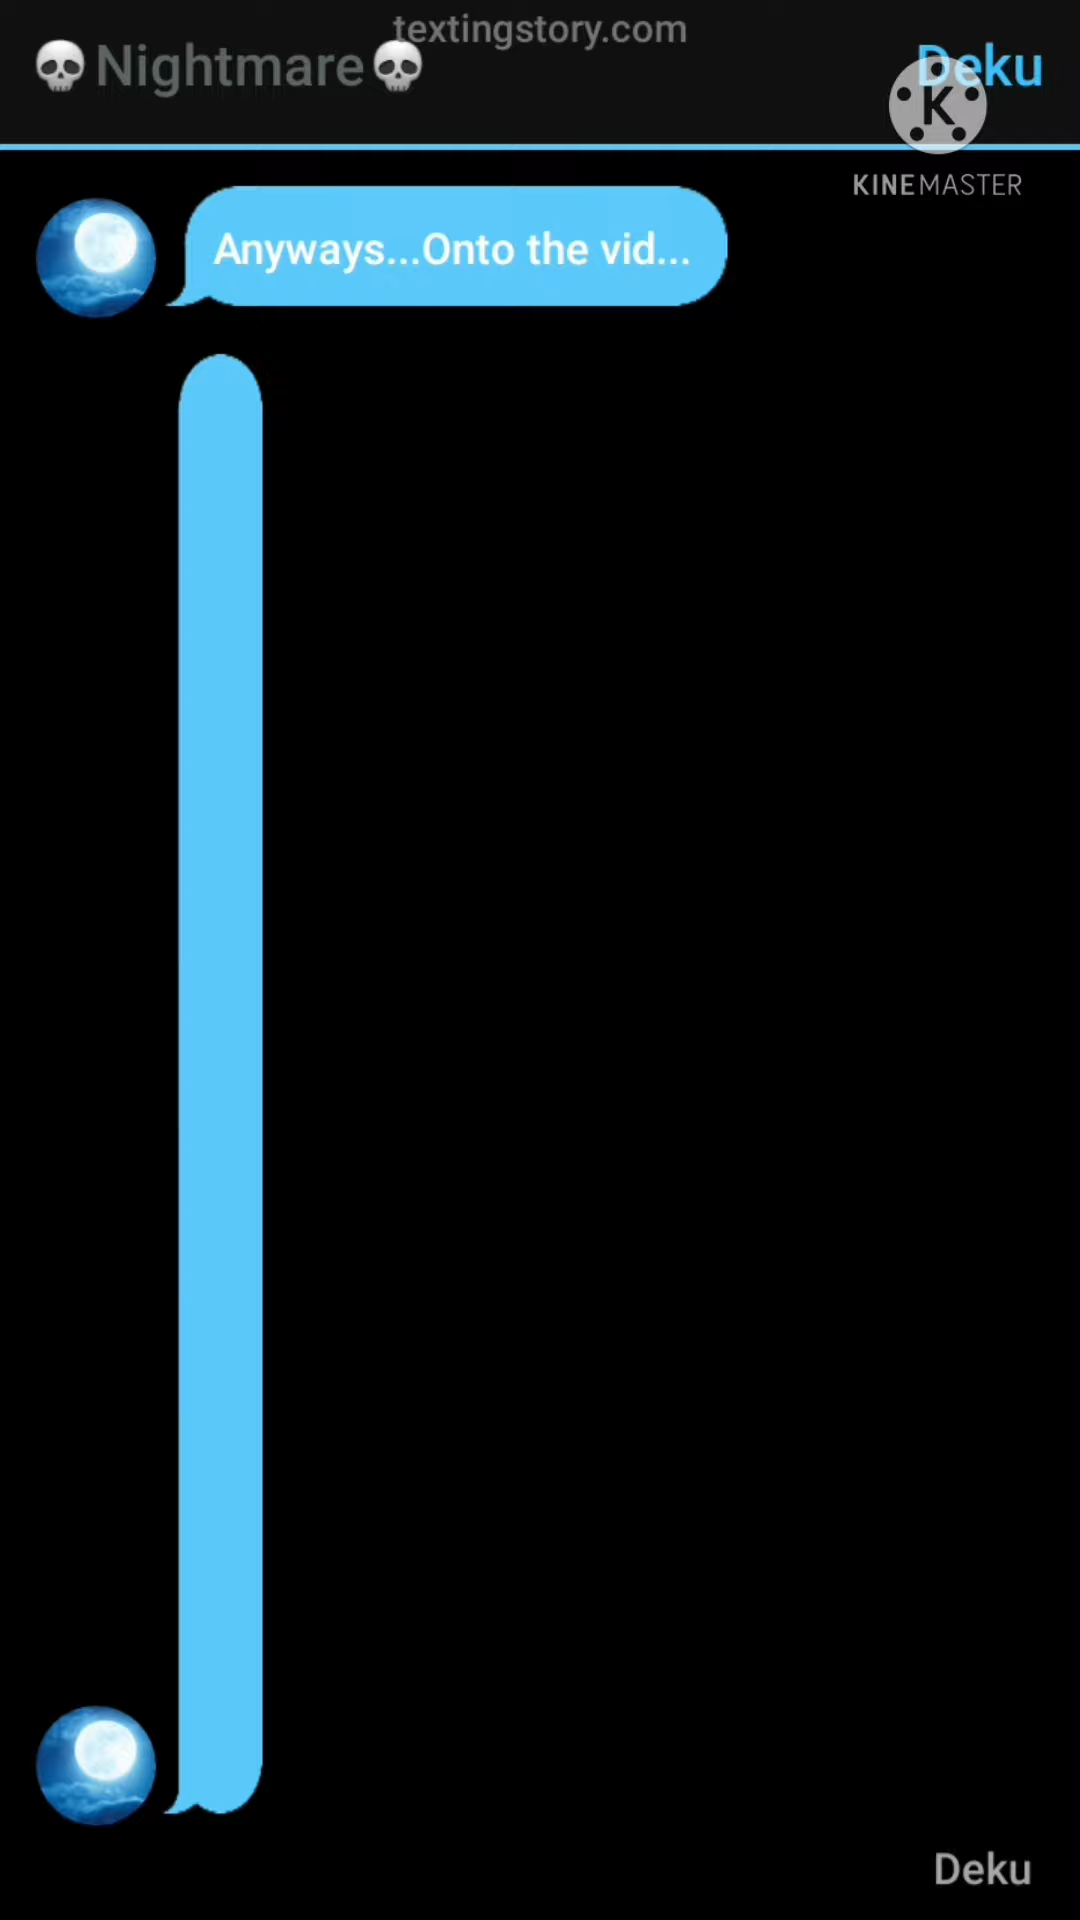 textingstory.com
💀Nightmare💀
Deku
K
KINEMASTER
Anyways...Onto the vid...
Deku